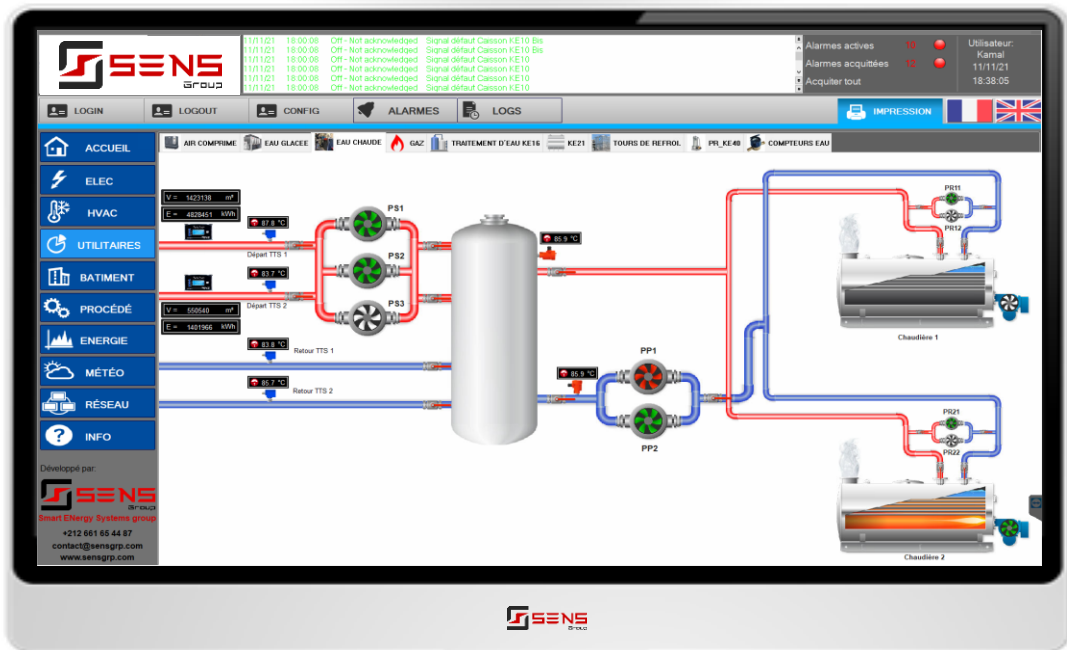 SENS
Group
11/11/21 18:00:08 Off - Not acknowledged Signal défaut Caisson KE10 Bis
11/11/21 18:00:08 Off - Not acknowledged Signal défaut Caisson KE10 Bis
11/11/21 18:00:08 Off - Not acknowledged Signal défaut Caisson KE10
11/11/21 18:00:08 Off - Not acknowledged Signal défaut Caisson KE10
11/11/21 18:00:08 Off - Not acknowledged Signal défaut Caisson KE10
11/11/21 18:00:08 Off - Not acknowledged Signal défaut Caisson KE10
Alarmes actives 10
Alarmes acquittées 12
Acquiter tout
Utilisateur:
Kamal
11/11/21
18:38:05
LOGIN LOGOUT CONFIG ALARMES LOGS IMPRESSION
AIR COMPRIME EAU GLACEE EAU CHAUDE GAZ TRAITEMENT D'EAU KE16 KE21 TOURS DE REFROI. PR_KE40 COMPTEURS EAU
ACCUEIL
ELEC
HVAC
UTILITAIRES
BATIMENT
PROCÉDÉ
ENERGIE
MÉTÉO
RÉSEAU
INFO
Développé par:
SENS
Group
Smart ENergy Systems group
+212 661 65 44 87
contact@sensgrp.com
www.sensgrp.com
V = 1423138 m³
E = 4828451 kWh
87.8 °C
Départ TTS 1
83.7 °C
Départ TTS 2
V = 550540 m³
E = 1401966 kWh
83.8 °C
Retour TTS 1
85.7 °C
Retour TTS 2
PS1
PS2
PS3
85.9 °C
85.9 °C
PP1
PP2
PR11
PR12
Chaudière 1
PR21
PR22
Chaudière 2
SENS
Group